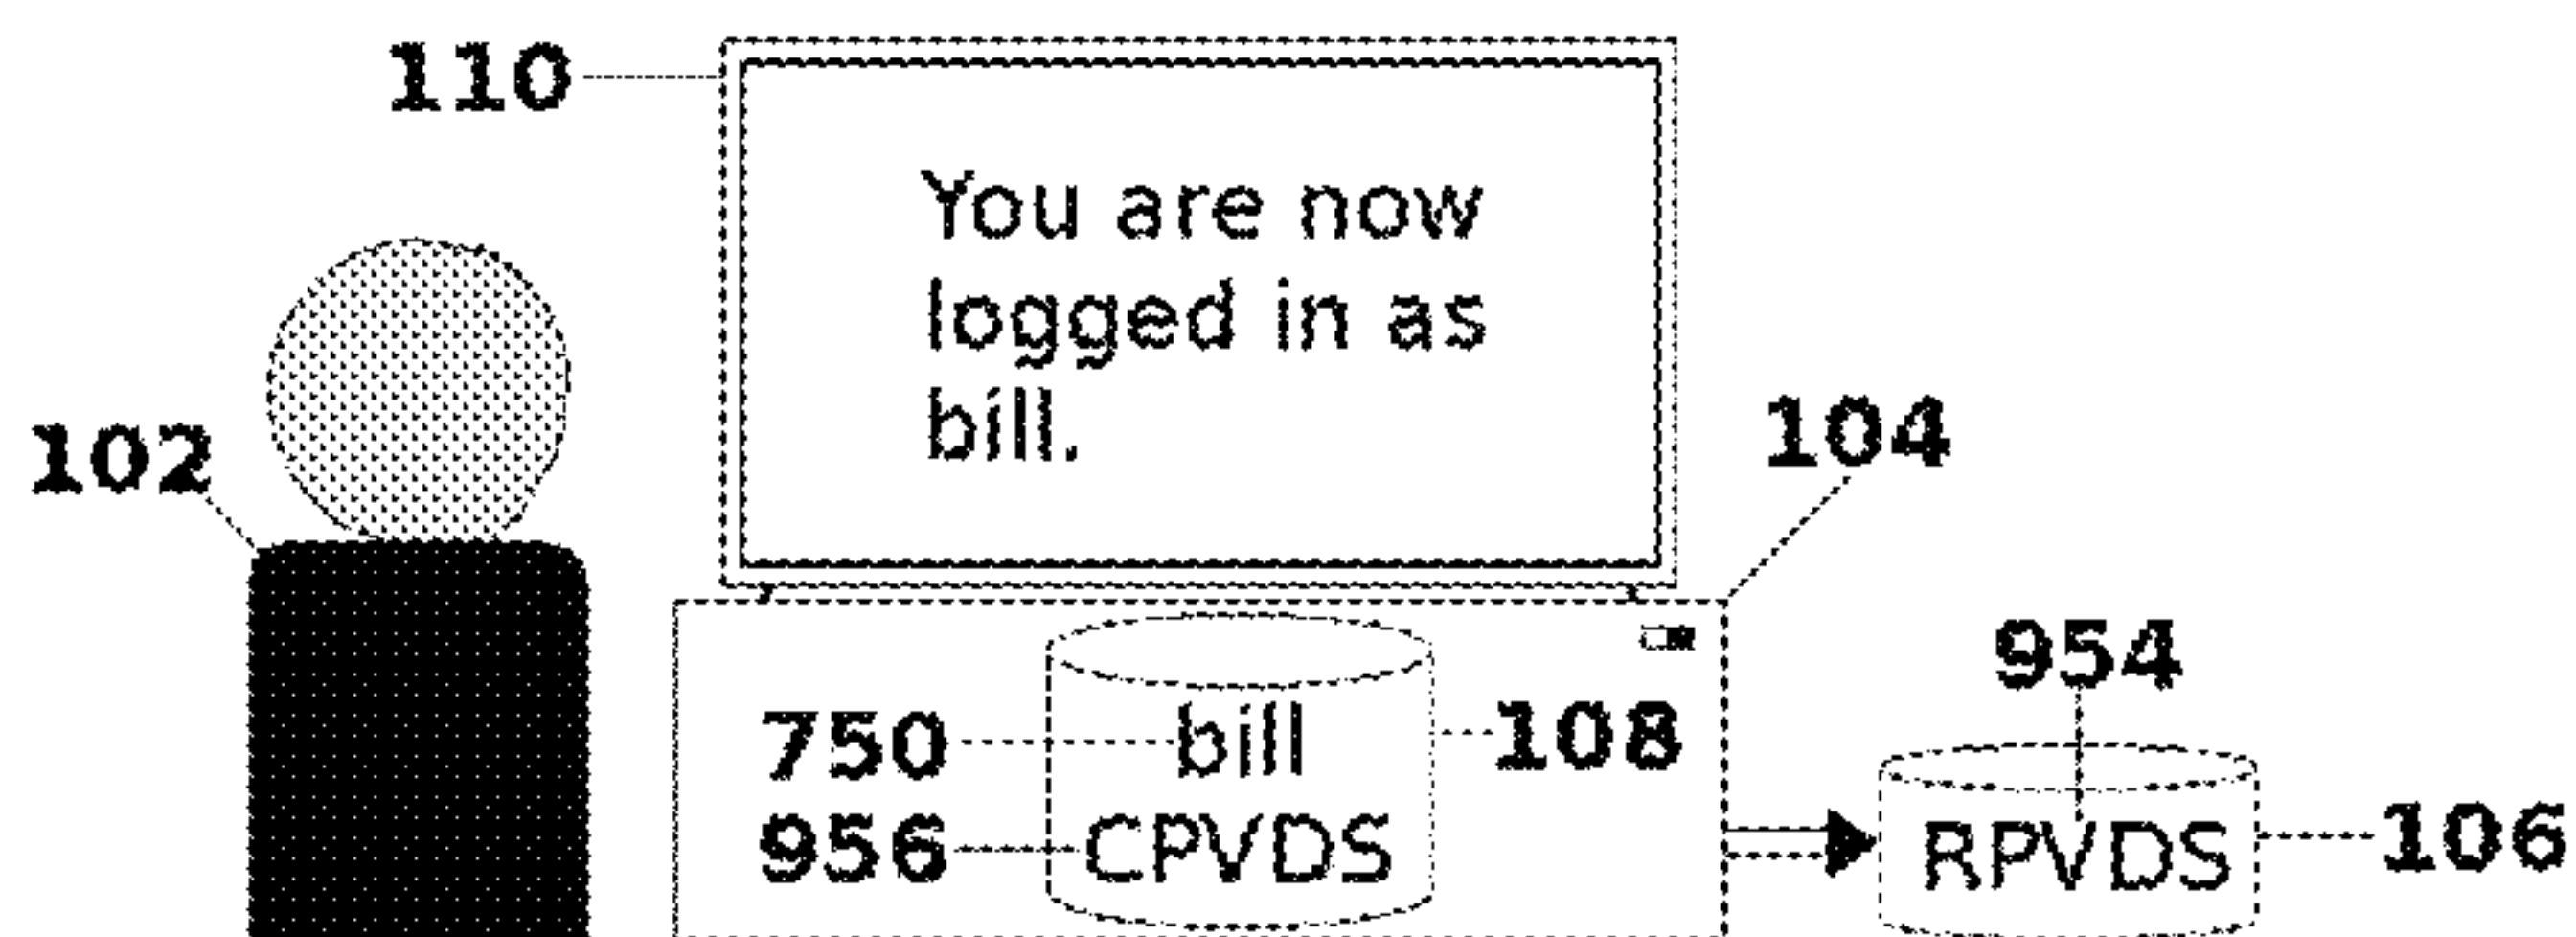 110
You are now
logged in as
bill.
102
104
954
750 bill 108
956 CPVDS RPVDS 106